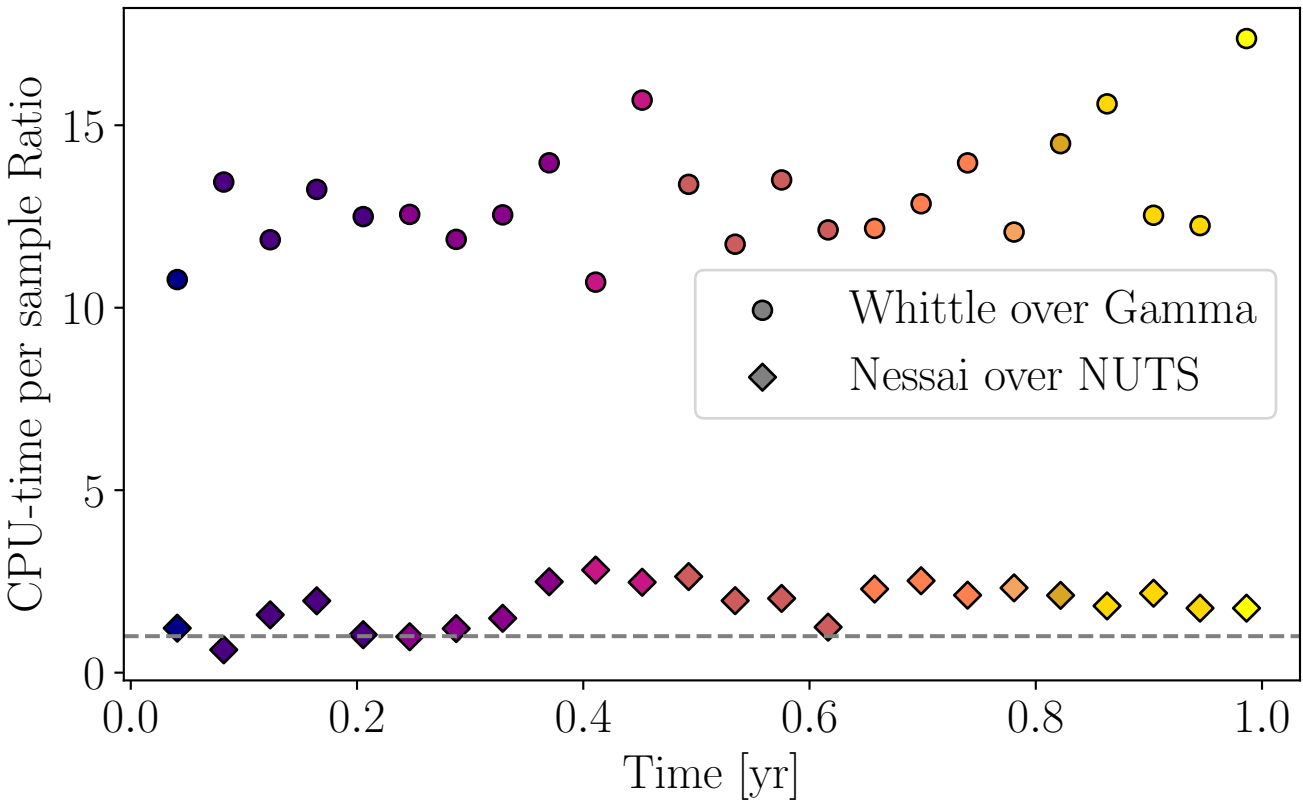 CPU-time per sample Ratio
15
10
5
0
Whittle over Gamma
Nessai over NUTS
0.0 0.2 0.4 0.6 0.8 1.0
Time [yr]